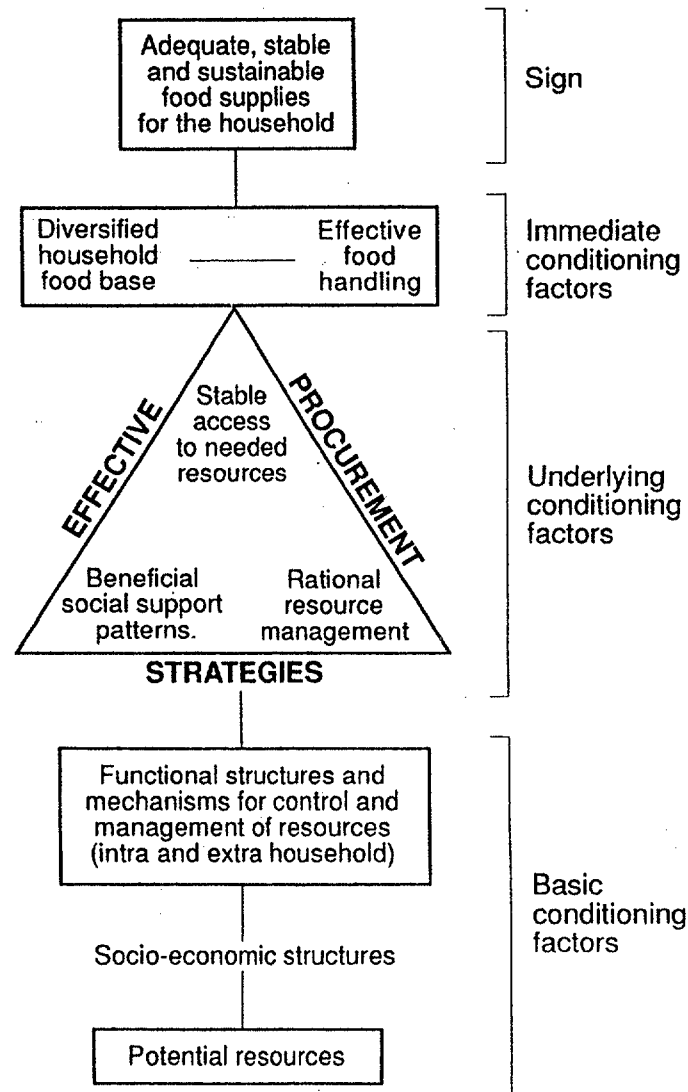 Adequate, stable
and sustainable
food supplies
for the household
Sign
Diversified
household
food base
Effective
food
handling
Immediate
conditioning
factors
EFFECTIVE
PROCUREMENT
Stable
access
to needed
resources
Beneficial
social support
patterns.
Rational
resource
management
STRATEGIES
Underlying
conditioning
factors
Functional structures and
mechanisms for control and
management of resources
(intra and extra household)
Socio-economic structures
Potential resources
Basic
conditioning
factors